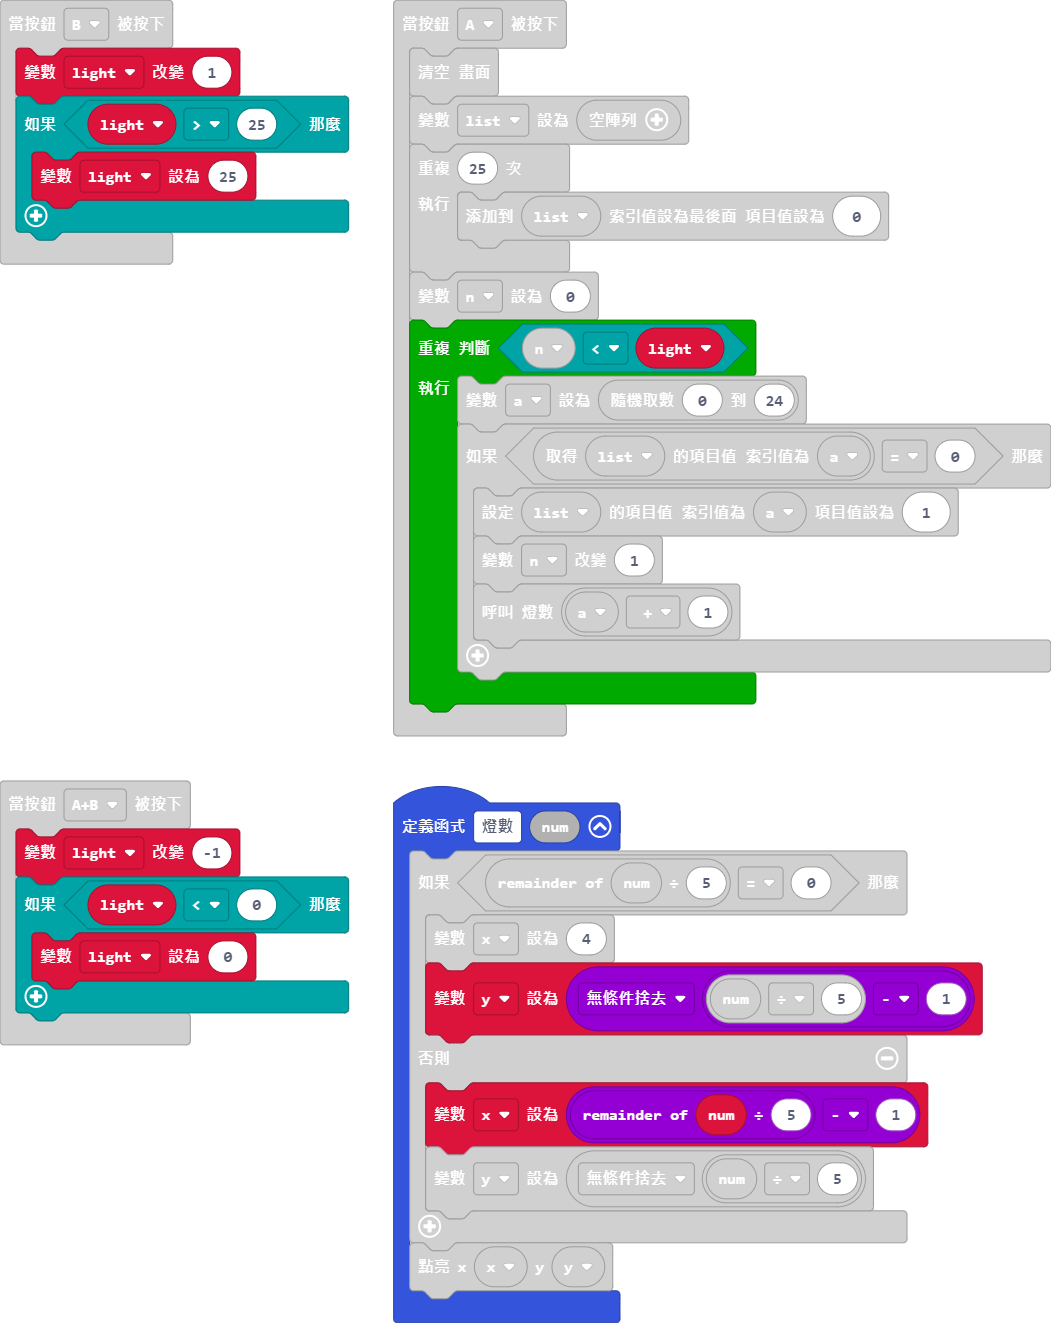 當按鈕 B 被按下
變數 light 改變 1
如果 light > 25 那麼
變數 light 設為 25
當按鈕 A 被按下
清空 畫面
變數 list 設為 空陣列
重複 25 次
執行
添加到 list 索引值設為最後面 項目值設為 0
變數 n 設為 0
重複 判斷 n < light
執行
變數 a 設為 隨機取數 0 到 24
如果 取得 list 的項目值 索引值為 a = 0 那麼
設定 list 的項目值 索引值為 a 項目值設為 1
變數 n 改變 1
呼叫 燈數 a + 1
當按鈕 A+B 被按下
變數 light 改變 -1
如果 light < 0 那麼
變數 light 設為 0
定義函式 燈數 num
如果 remainder of num ÷ 5 = 0 那麼
變數 x 設為 4
變數 y 設為 無條件捨去 num ÷ 5 - 1
否則
變數 x 設為 remainder of num ÷ 5 - 1
變數 y 設為 無條件捨去 num ÷ 5
點亮 x x y y